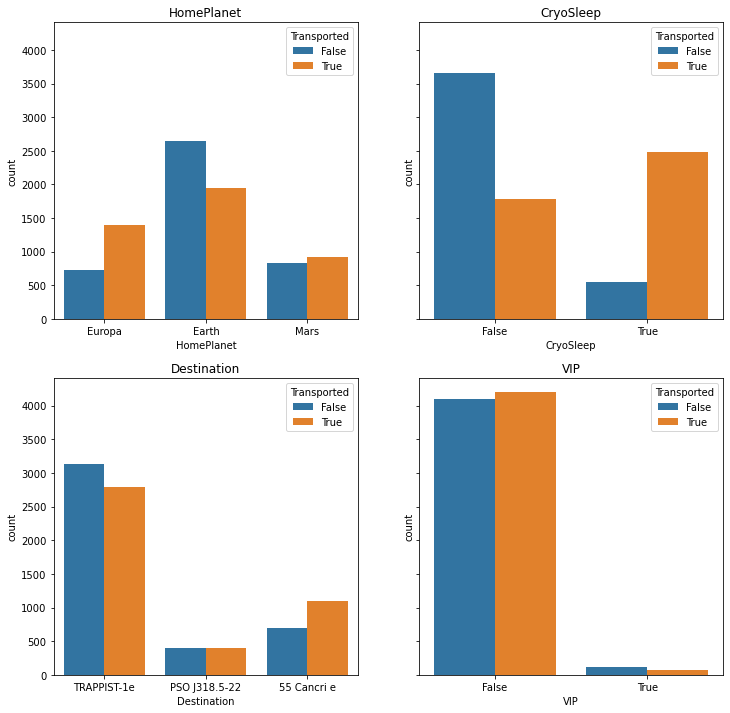 HomePlanet
Transported
False
True
4000
3500
3000
2500
2000
1500
1000
500
0
count
Europa Earth Mars
HomePlanet
CryoSleep
Transported
False
True
count
False True
CryoSleep
Destination
Transported
False
True
4000
3500
3000
2500
2000
1500
1000
500
0
count
TRAPPIST-1e PSO J318.5-22 55 Cancri e
Destination
VIP
Transported
False
True
count
False True
VIP